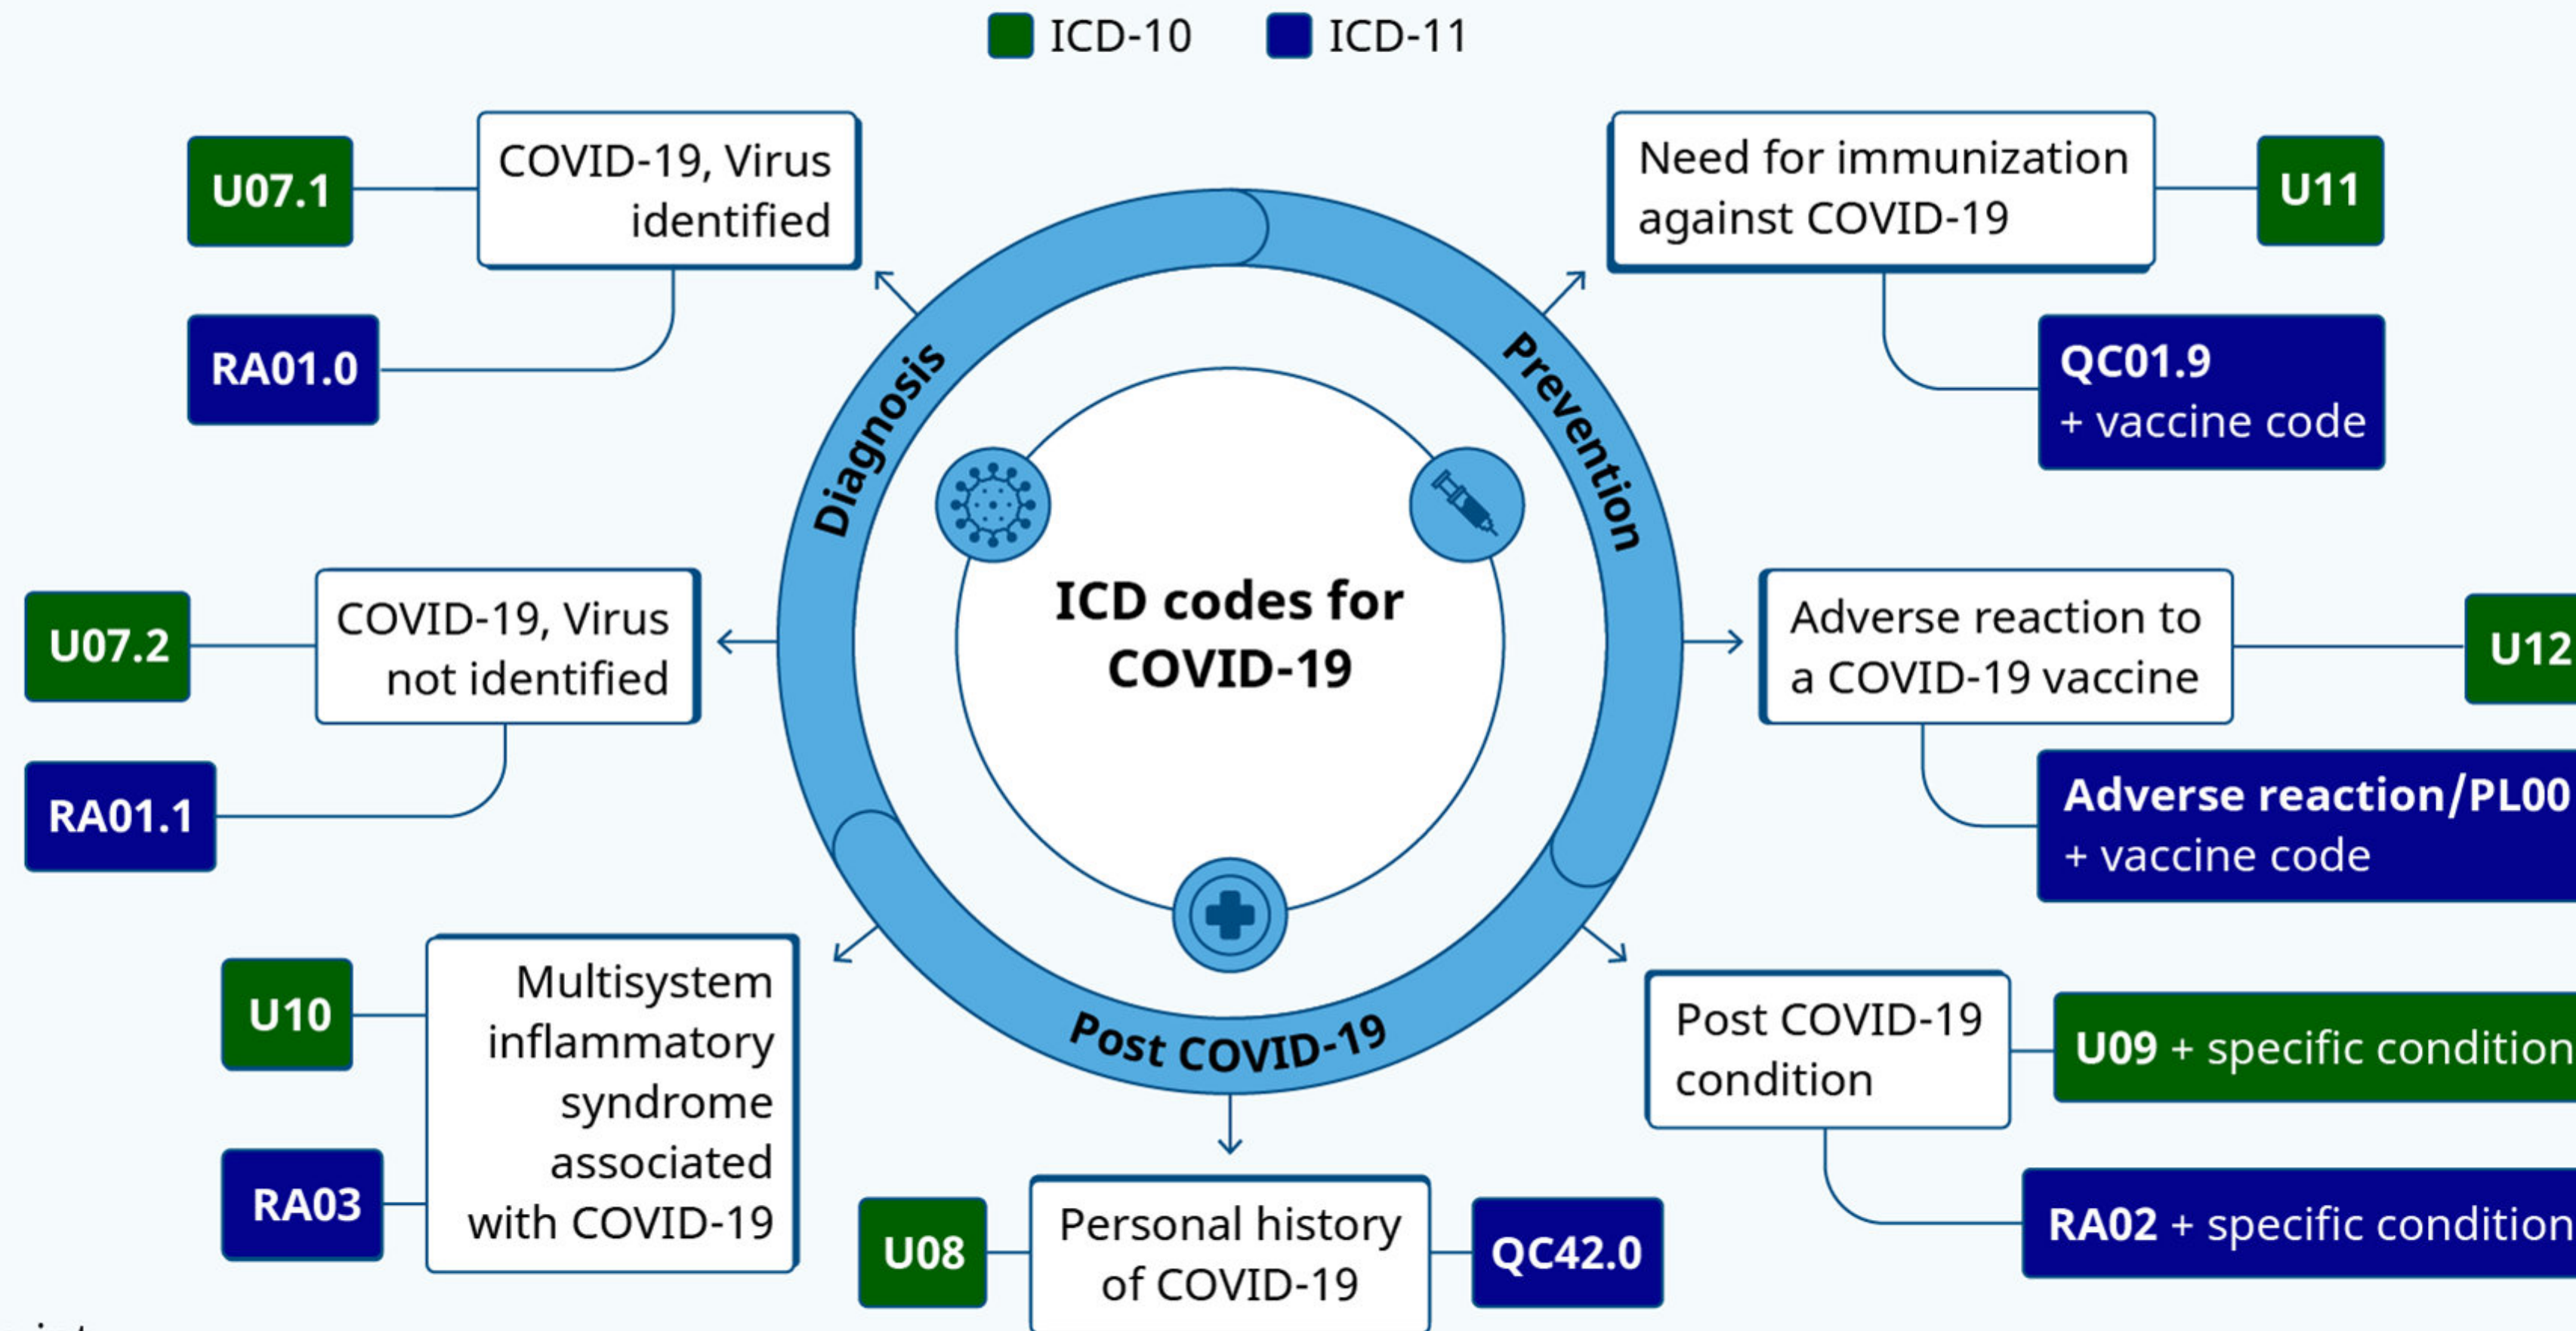 ICD-10
ICD-11
U07.1
COVID-19, Virus
identified
RA01.0
Need for immunization
against COVID-19
U11
QC01.9
+ vaccine code
Diagnosis
Prevention
ICD codes for
COVID-19
U07.2
COVID-19, Virus
not identified
RA01.1
Adverse reaction to
a COVID-19 vaccine
U12
Adverse reaction/PL00
+ vaccine code
U10
RA03
Multisystem
inflammatory
syndrome
associated
with COVID-19
Post COVID-19
U08
Personal history
of COVID-19
QC42.0
Post COVID-19
condition
U09 + specific condition
RA02 + specific condition